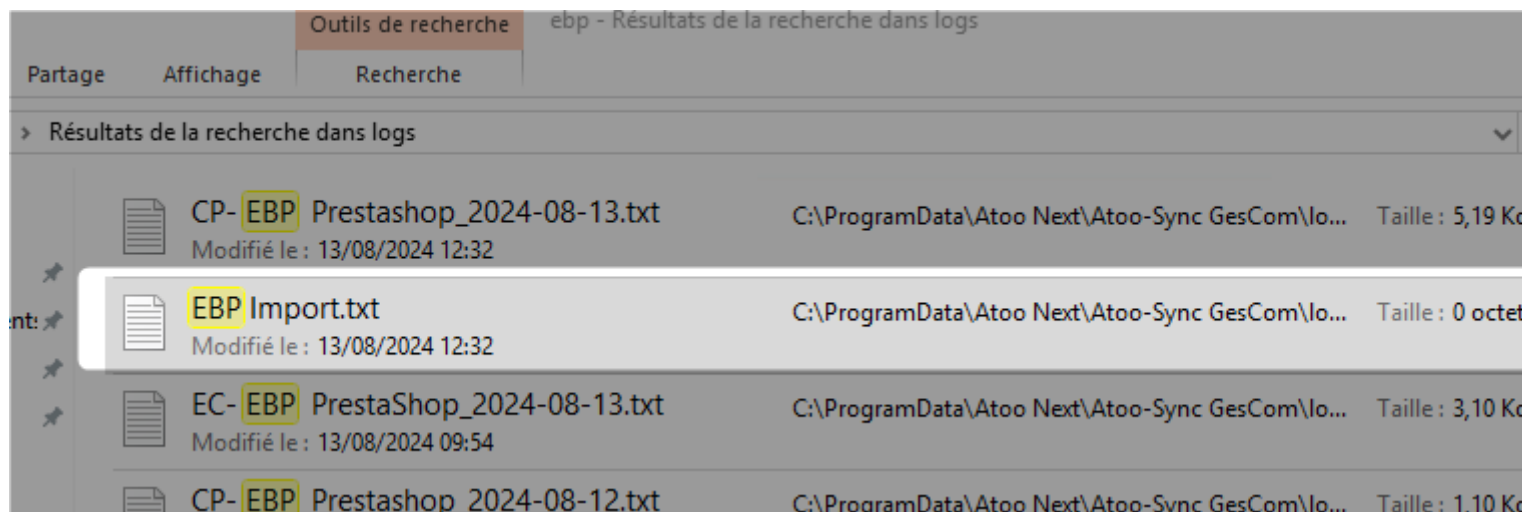 Outils de recherche ebp - Résultats de la recherche dans logs
Partage Affichage Recherche
> Résultats de la recherche dans logs
CP- EBP Prestashop_2024-08-13.txt C:\ProgramData\Atoo Next\Atoo-Sync GesCom\lo... Taille : 5,19 Ko
Modifié le : 13/08/2024 12:32
EBP Import.txt C:\ProgramData\Atoo Next\Atoo-Sync GesCom\lo... Taille : 0 octet
Modifié le : 13/08/2024 12:32
EC- EBP PrestaShop_2024-08-13.txt C:\ProgramData\Atoo Next\Atoo-Sync GesCom\lo... Taille : 3,10 Ko
Modifié le : 13/08/2024 09:54
CP- EBP Prestashop_2024-08-12.txt C:\ProgramData\Atoo Next\Atoo-Sync GesCom\lo... Taille : 1,10 Ko